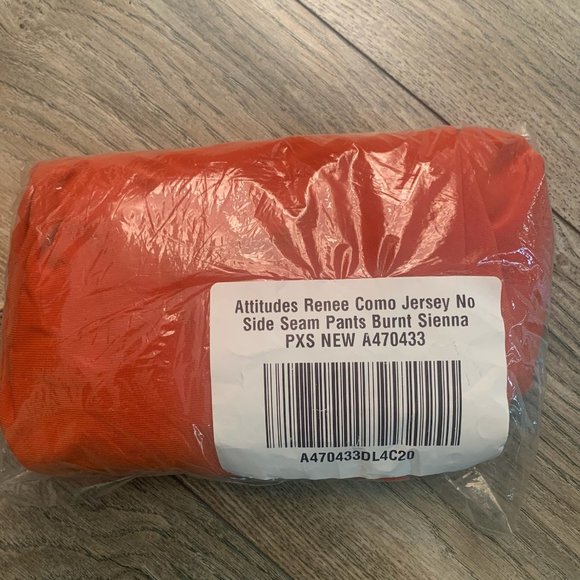 Attitudes Renee Como Jersey No
Side Seam Pants Burnt Sienna
PXS NEW A470433
A470433DL4C20